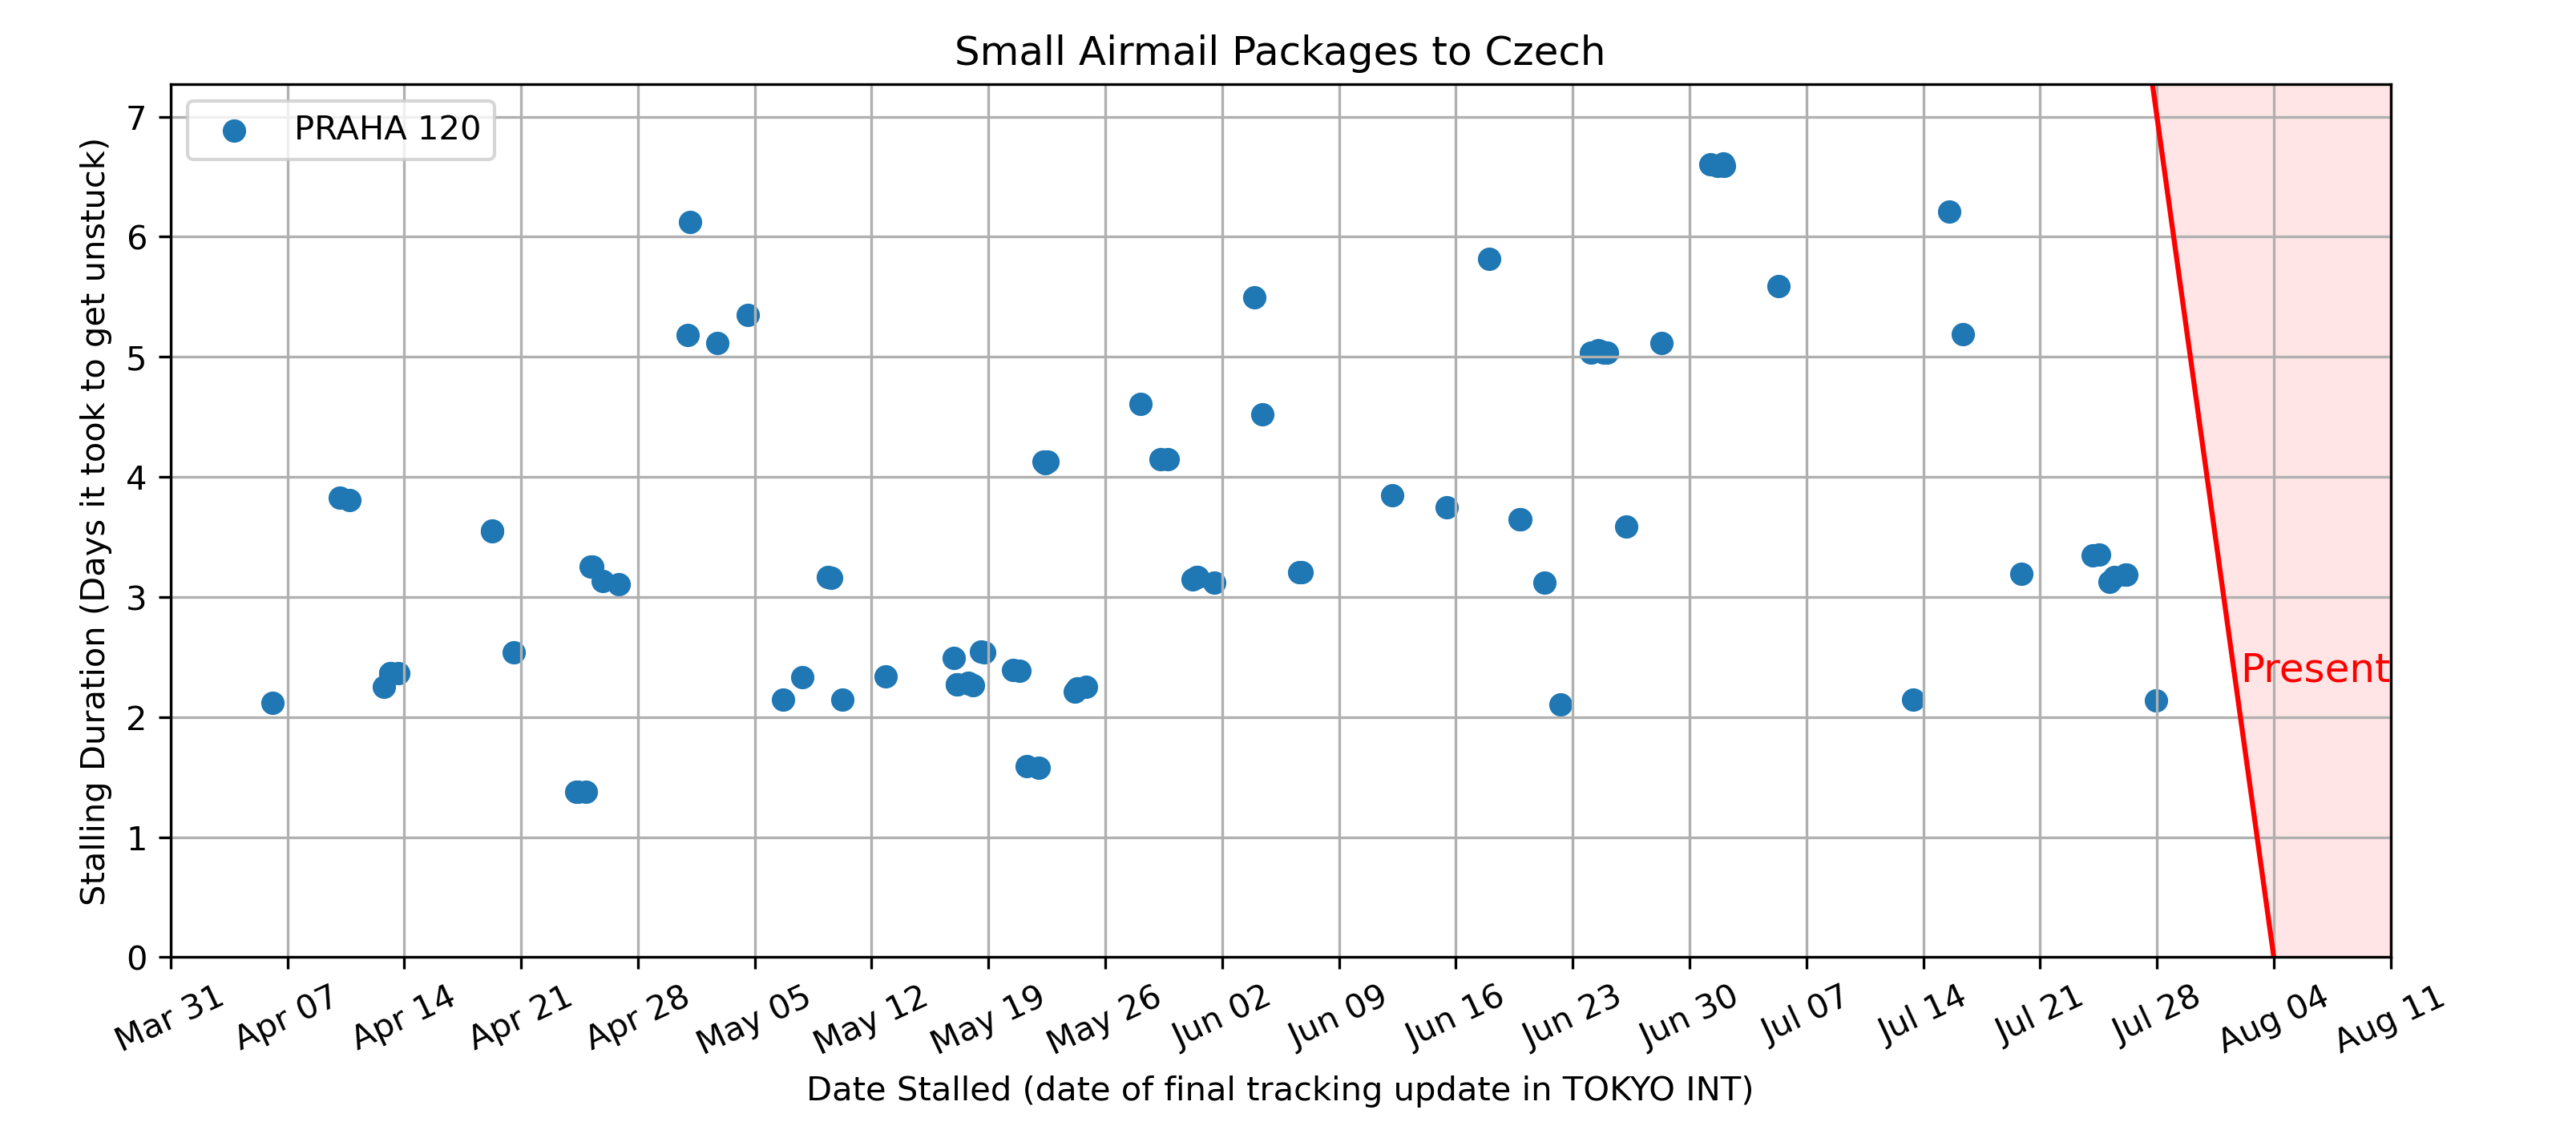 Small Airmail Packages to Czech
PRAHA 120
Stalling Duration (Days it took to get unstuck)
7
6
5
4
3
2
1
0
Present
Mar 31
Apr 07
Apr 14
Apr 21
Apr 28
May 05
May 12
May 19
May 26
Jun 02
Jun 09
Jun 16
Jun 23
Jun 30
Jul 07
Jul 14
Jul 21
Jul 28
Aug 04
Aug 11
Date Stalled (date of final tracking update in TOKYO INT)